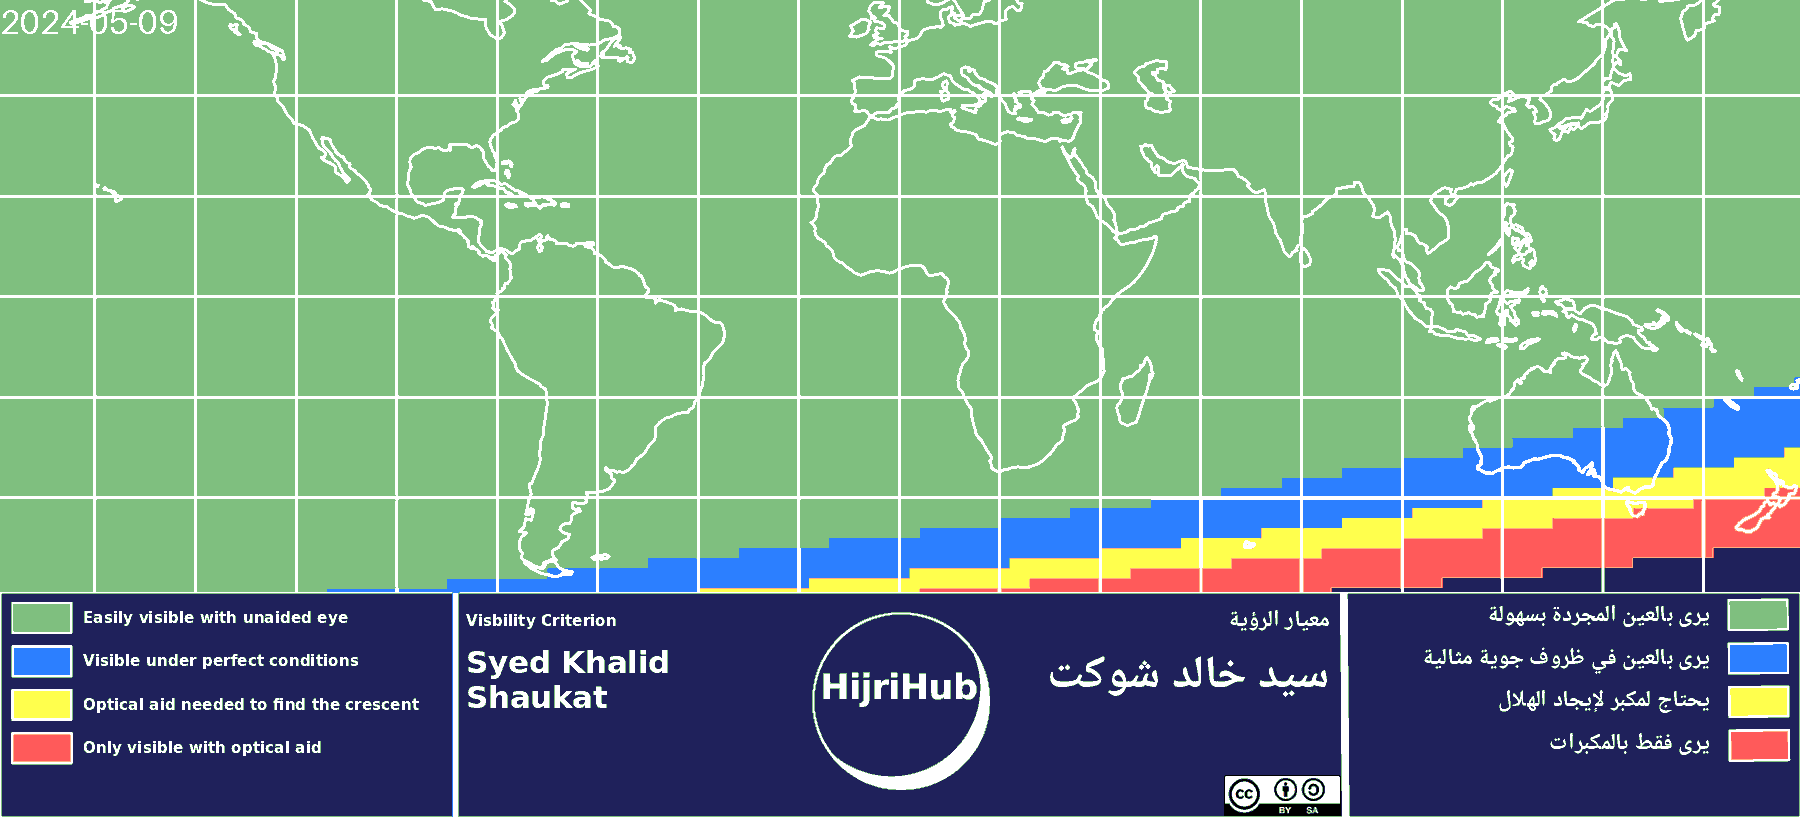 2024-05-09
Easily visible with unaided eye
Visible under perfect conditions
Optical aid needed to find the crescent
Only visible with optical aid
Visbility Criterion
Syed Khalid
Shaukat
HijriHub
معيار الرؤية
سيد خالد شوكت
cc
BY SA
يرى بالعين المجردة بسهولة
يرى بالعين في ظروف جوية مثالية
يحتاج لمكبر لإيجاد الهلال
يرى فقط بالمكبرات